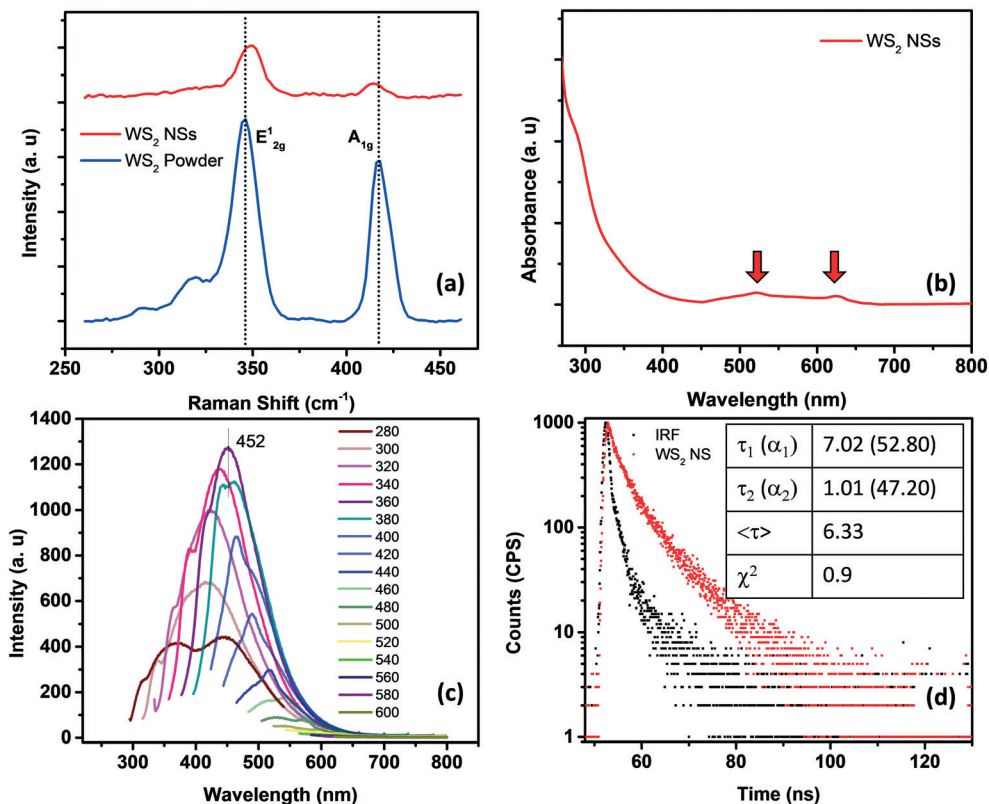 Intensity (a. u)
WS₂ NSs
WS₂ Powder
E¹₂g
A₁g
(a)
250 300 350 400 450
Raman Shift (cm⁻¹)
Absorbance (a. u)
WS₂ NSs
(b)
300 400 500 600 700 800
Wavelength (nm)
Intensity (a. u)
1400
1200
1000
800
600
400
200
0
452
280
300
320
340
360
380
400
420
440
460
480
500
520
540
560
580
600
(c)
300 400 500 600 700 800
Wavelength (nm)
Counts (CPS)
1000
100
10
1
IRF
WS₂ NS
τ₁ (α₁) 7.02 (52.80)
τ₂ (α₂) 1.01 (47.20)
<τ> 6.33
χ² 0.9
(d)
60 80 100 120
Time (ns)